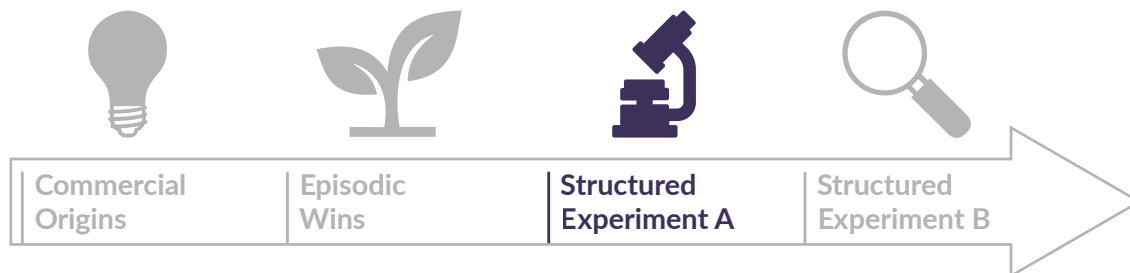 Commercial
Origins
Episodic
Wins
Structured
Experiment A
Structured
Experiment B